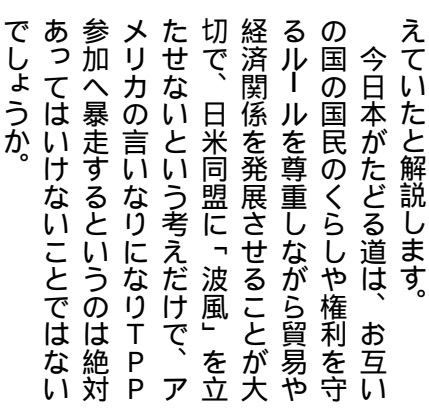 えていたと解説します。
　今日本がたどる道は、お互い
の国の国民のくらしや権利を守
るルールを尊重しながら貿易や
経済関係を発展させることが大
切で、日米同盟に「波風」を立
たせないという考えだけで、ア
メリカの言いなりになりＴＰＰ
参加へ暴走するというのは絶対
あってはいけないことではない
でしょうか。